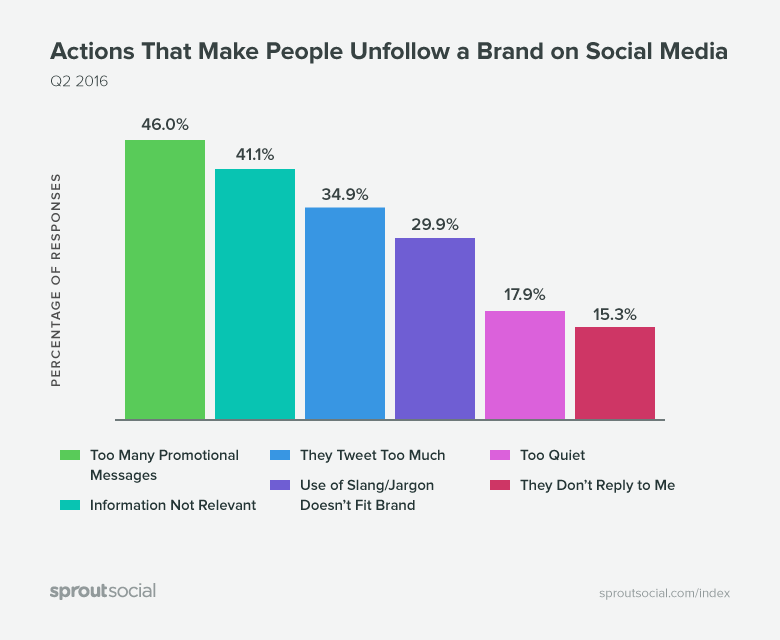 Actions That Make People Unfollow a Brand on Social Media
Q2 2016
PERCENTAGE OF RESPONSES
46.0%
41.1%
34.9%
29.9%
17.9%
15.3%
Too Many Promotional
Messages
Information Not Relevant
They Tweet Too Much
Use of Slang/Jargon
Doesn’t Fit Brand
Too Quiet
They Don’t Reply to Me
sproutsocial
sproutsocial.com/index